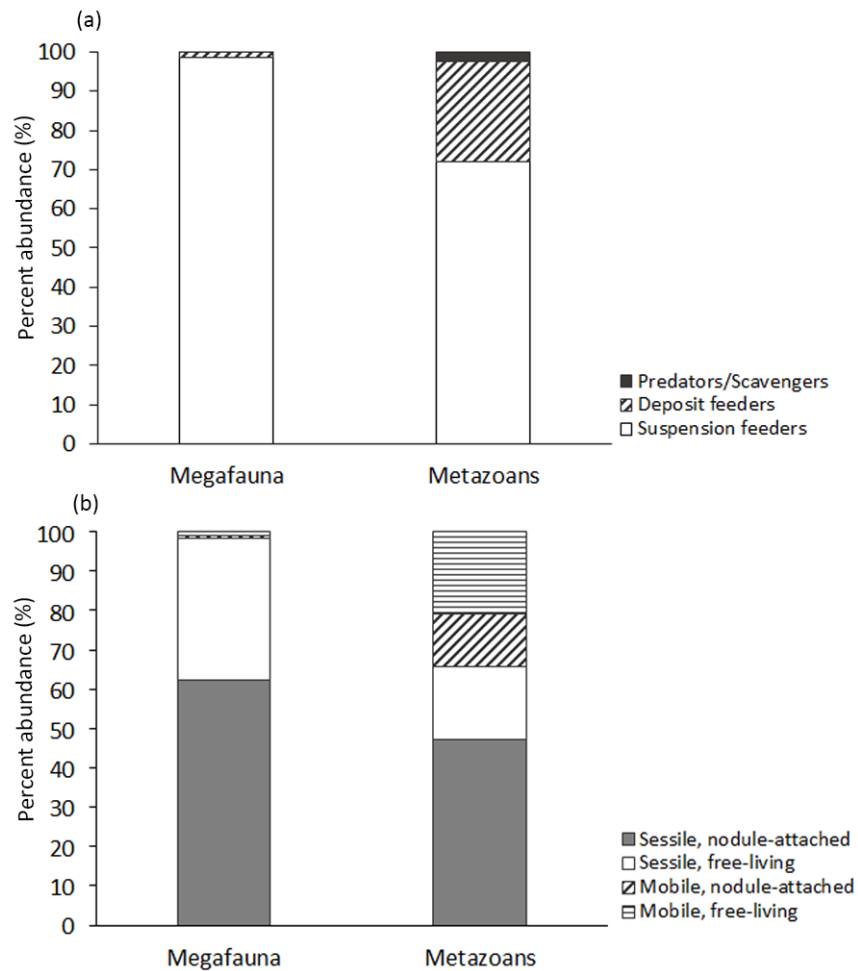 (a)
Percent abundance (%)
100
90
80
70
60
50
40
30
20
10
0
Megafauna
Metazoans
Predators/Scavengers
Deposit feeders
Suspension feeders
(b)
Percent abundance (%)
100
90
80
70
60
50
40
30
20
10
0
Megafauna
Metazoans
Sessile, nodule-attached
Sessile, free-living
Mobile, nodule-attached
Mobile, free-living